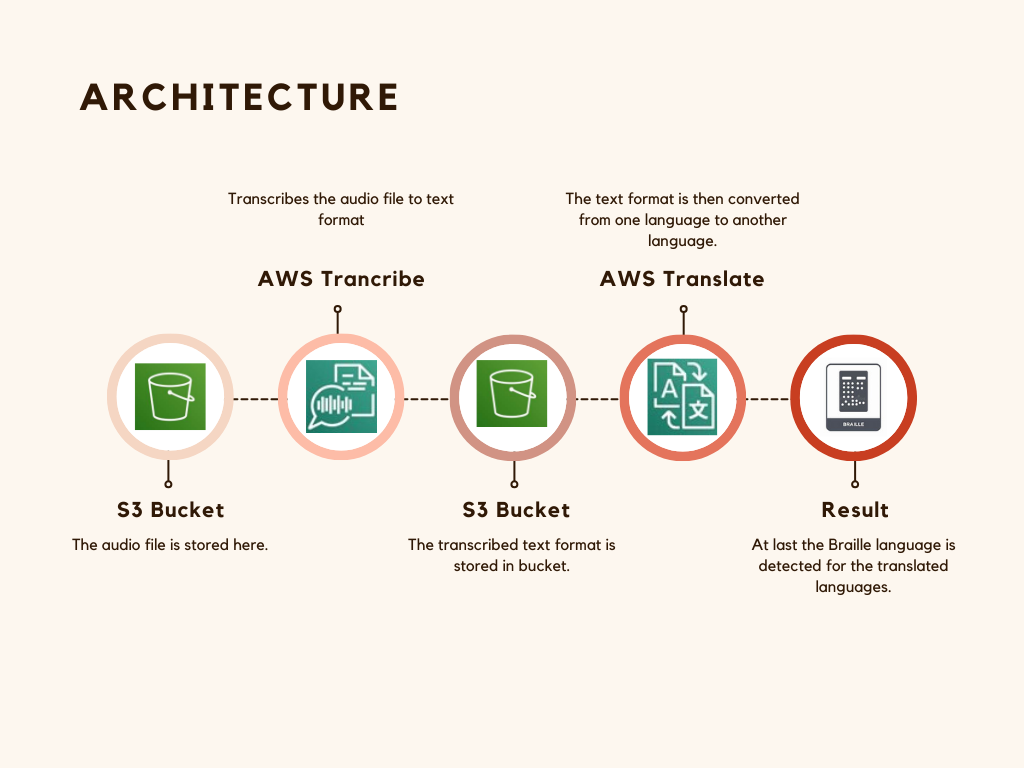 ARCHITECTURE
Transcribes the audio file to text
format
AWS Trancribe
The text format is then converted
from one language to another
language.
AWS Translate
A
文
BRAILLE
S3 Bucket
The audio file is stored here.
S3 Bucket
The transcribed text format is
stored in bucket.
Result
At last the Braille language is
detected for the translated
languages.